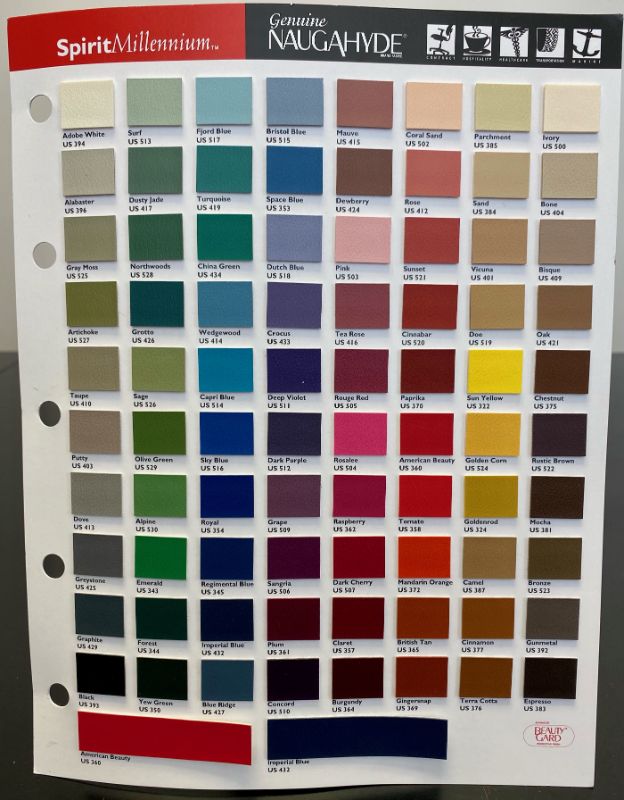 SpiritMillennium™
Genuine
NAUGAHYDE®
BRAND FABRIC
CONTRACT HOSPITALITY HEALTHCARE TRANSPORTATION MARINE
Adobe White Surf Fjord Blue Bristol Blue Mauve Coral Sand Parchment Ivory
US 394 US 513 US 517 US 515 US 415 US 502 US 385 US 500
Alabaster Dusty Jade Turquoise Space Blue Dewberry Rose Sand Bone
US 396 US 417 US 419 US 353 US 424 US 412 US 384 US 404
Gray Moss Northwoods China Green Dutch Blue Pink Sunset Vicuna Bisque
US 525 US 528 US 434 US 518 US 503 US 521 US 401 US 409
Artichoke Grotto Wedgewood Crocus Tea Rose Cinnabar Doe Oak
US 527 US 426 US 414 US 433 US 416 US 520 US 519 US 421
Taupe Sage Capri Blue Deep Violet Rouge Red Paprika Sun Yellow Chestnut
US 410 US 526 US 514 US 511 US 505 US 370 US 322 US 375
Putty Olive Green Sky Blue Dark Purple Rosalee American Beauty Golden Corn Rustic Brown
US 403 US 529 US 516 US 512 US 504 US 360 US 524 US 522
Dove Alpine Royal Grape Raspberry Tomato Goldenrod Mocha
US 413 US 530 US 354 US 509 US 362 US 358 US 324 US 381
Greystone Emerald Regimental Blue Sangria Dark Cherry Mandarin Orange Camel Bronze
US 425 US 343 US 345 US 506 US 507 US 372 US 387 US 523
Graphite Forest Imperial Blue Plum Claret British Tan Cinnamon Gunmetal
US 429 US 344 US 432 US 361 US 357 US 365 US 377 US 392
Black Yew Green Blue Ridge Concord Burgundy Gingersnap Terra Cotta Espresso
US 393 US 350 US 427 US 510 US 364 US 369 US 376 US 383
American Beauty Imperial Blue
US 360 US 432
BEAUTY
GARD